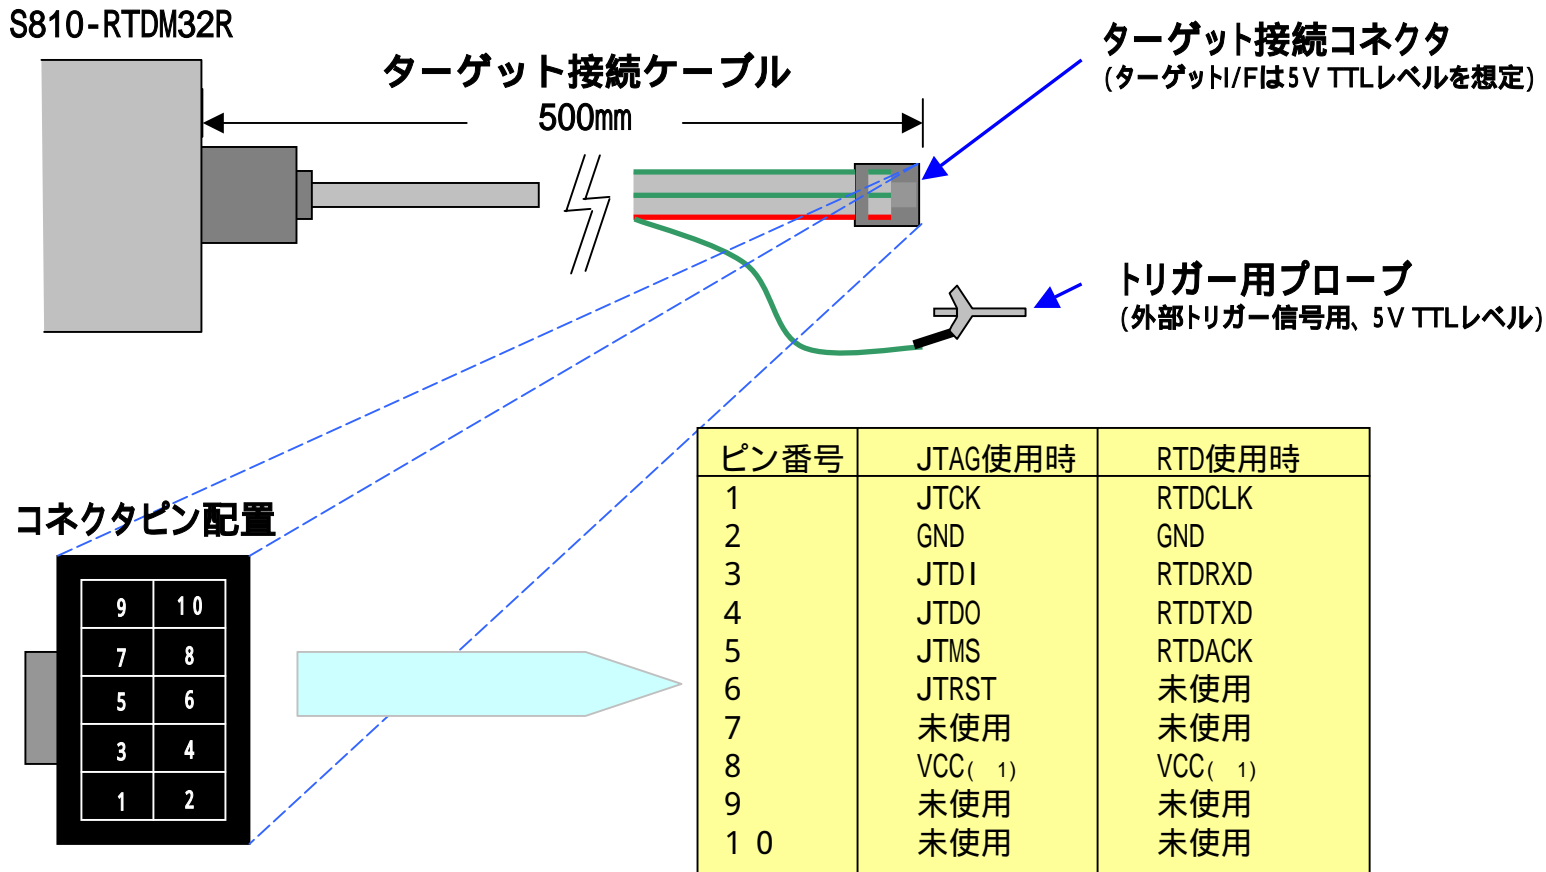 S810-RTDM32R
ターゲット接続ケーブル
500mm
ターゲット接続コネクタ
(ターゲットI/Fは5V TTLレベルを想定)
トリガー用プローブ
(外部トリガー信号用、5V TTLレベル)
コネクタピン配置
9 10
7 8
5 6
3 4
1 2
ピン番号 JTAG使用時 RTD使用時
1 JTCK RTDCLK
2 GND GND
3 JTDI RTDRXD
4 JTDO RTDTXD
5 JTMS RTDACK
6 JTRST 未使用
7 未使用 未使用
8 VCC( 1) VCC( 1)
9 未使用 未使用
10 未使用 未使用